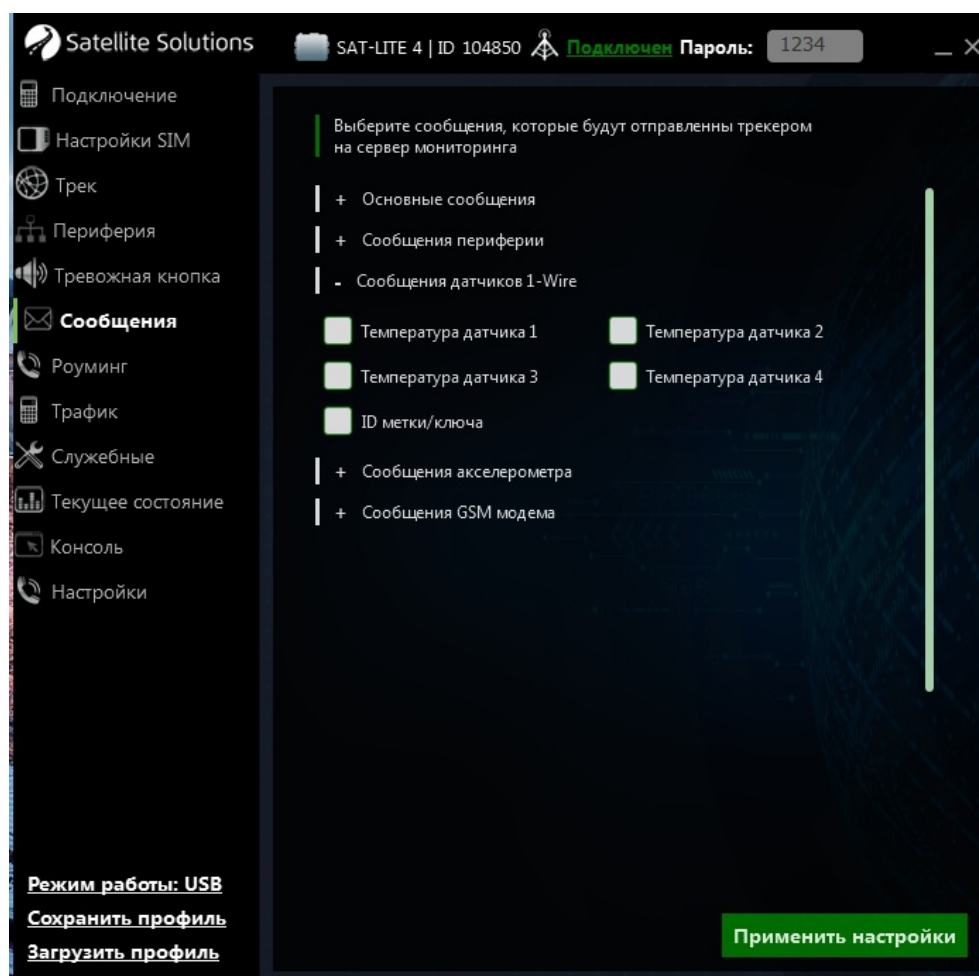 Satellite Solutions
SAT-LITE 4 | ID 104850 Подключен Пароль: 1234
Подключение
Настройки SIM
Трек
Периферия
Тревожная кнопка
Сообщения
Роуминг
Трафик
Служебные
Текущее состояние
Консоль
Настройки
Режим работы: USB
Сохранить профиль
Загрузить профиль
Выберите сообщения, которые будут отправленны трекером
на сервер мониторинга
+ Основные сообщения
+ Сообщения периферии
- Сообщения датчиков 1-Wire
Температура датчика 1 Температура датчика 2
Температура датчика 3 Температура датчика 4
ID метки/ключа
+ Сообщения акселерометра
+ Сообщения GSM модема
Применить настройки